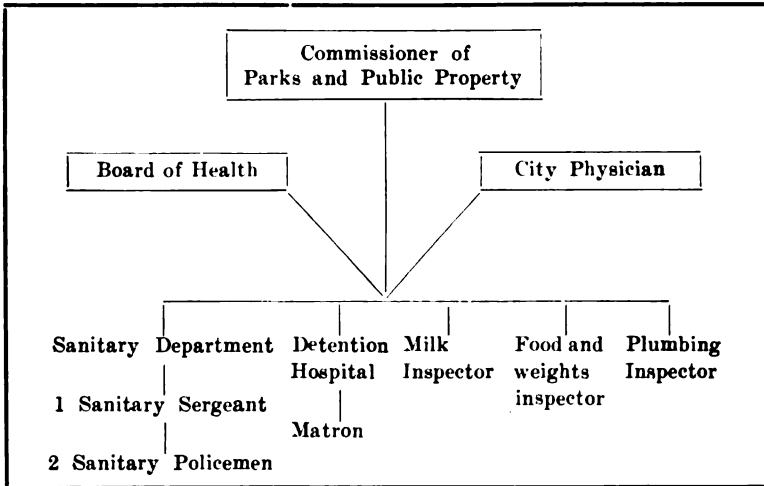 Commissioner of
Parks and Public Property
Board of Health
City Physician
Sanitary Department
Detention
Hospital
Milk
Inspector
Food and
weights
inspector
Plumbing
Inspector
1 Sanitary Sergeant
Matron
2 Sanitary Policemen